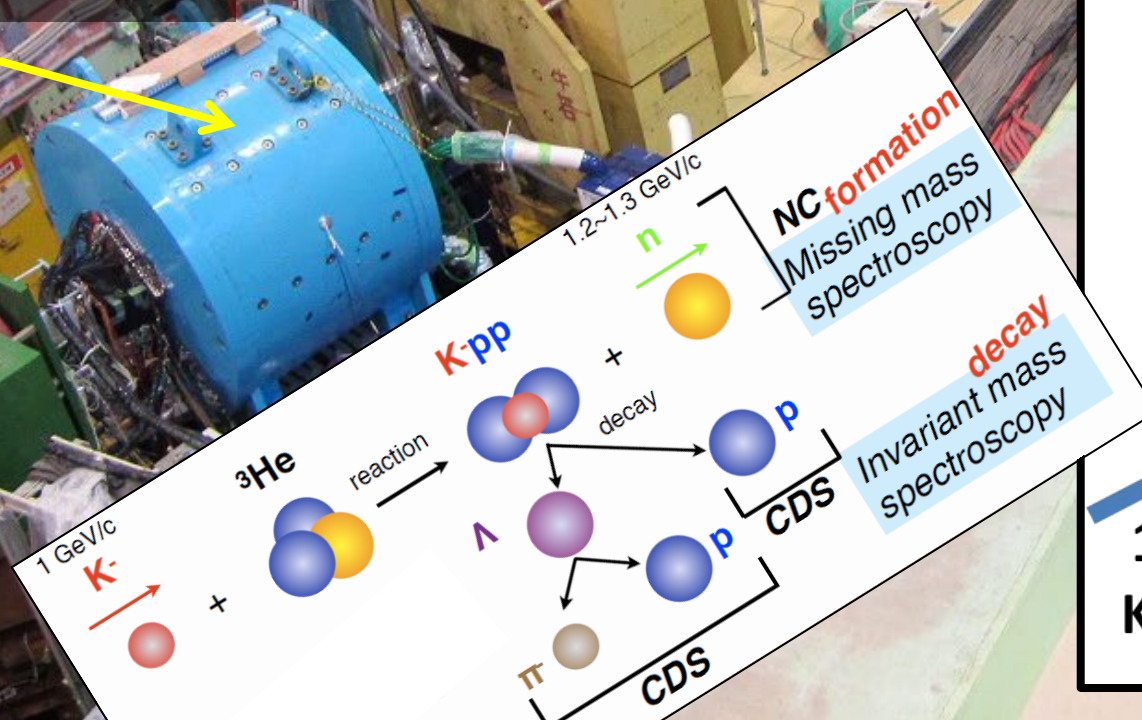 1.2~1.3 GeV/c
n
NC
formation
Missing mass
spectroscopy
K-pp
+
decay
p
decay
Invariant mass
spectroscopy
³He
reaction
1 GeV/c
K-
+
Λ
p
CDS
π-
CDS
1
K